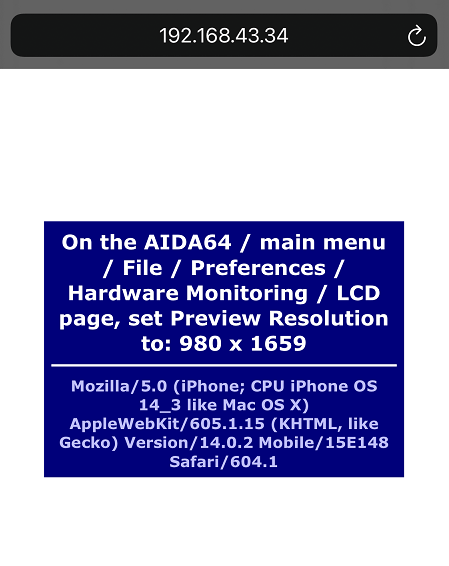 192.168.43.34
On the AIDA64 / main menu
/ File / Preferences /
Hardware Monitoring / LCD
page, set Preview Resolution
to: 980 x 1659
Mozilla/5.0 (iPhone; CPU iPhone OS
14_3 like Mac OS X)
AppleWebKit/605.1.15 (KHTML, like
Gecko) Version/14.0.2 Mobile/15E148
Safari/604.1